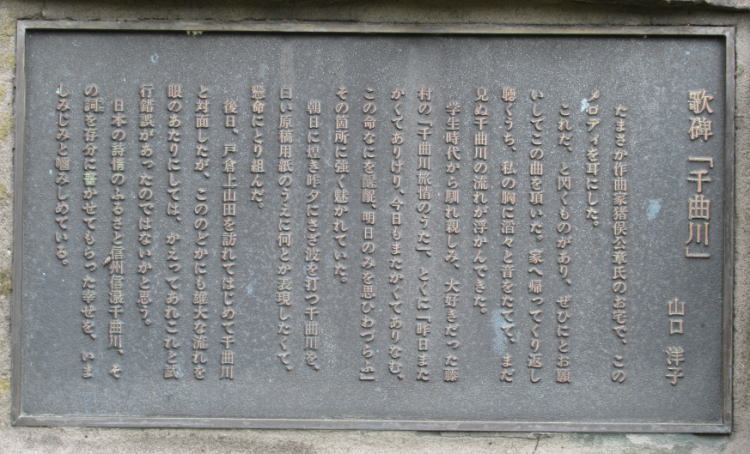 歌碑「千曲川」
山口 洋子
たまさか作曲家猪俣公章氏のお宅で、この
メロディを耳にした。
これだ、と閃くものがあり、ぜひにとお願
いしてこの曲を頂いた。家へ帰ってくり返し
聴くうち、私の胸に滔々と音をたてて、まだ
見ぬ千曲川の流れが浮かんできた。
学生時代から馴れ親しみ、大好きだった藤
村の「千曲川旅情のうた」、とくに「昨日また
かくてありけり、今日もまたかくてありなむ、
この命なにを齷齪、明日のみを思ひわづらふ」
その箇所に強く魅かれていた。
朝日に煌き昨夕にさざ波を打つ千曲川を、
白い原稿用紙のうえに何とか表現したくて、
懸命にとり組んだ。
後日、戸倉上山田を訪れてはじめて千曲川
と対面したが、こののどかにも雄大な流れを
眼のあたりにしては、かえってあれこれと試
行錯誤があったのではないかと思う。
日本の詩情のふるさと信州信濃千曲川、そ
の詞を存分に書かせてもらった幸せを、いま
しみじみと噛みしめている。